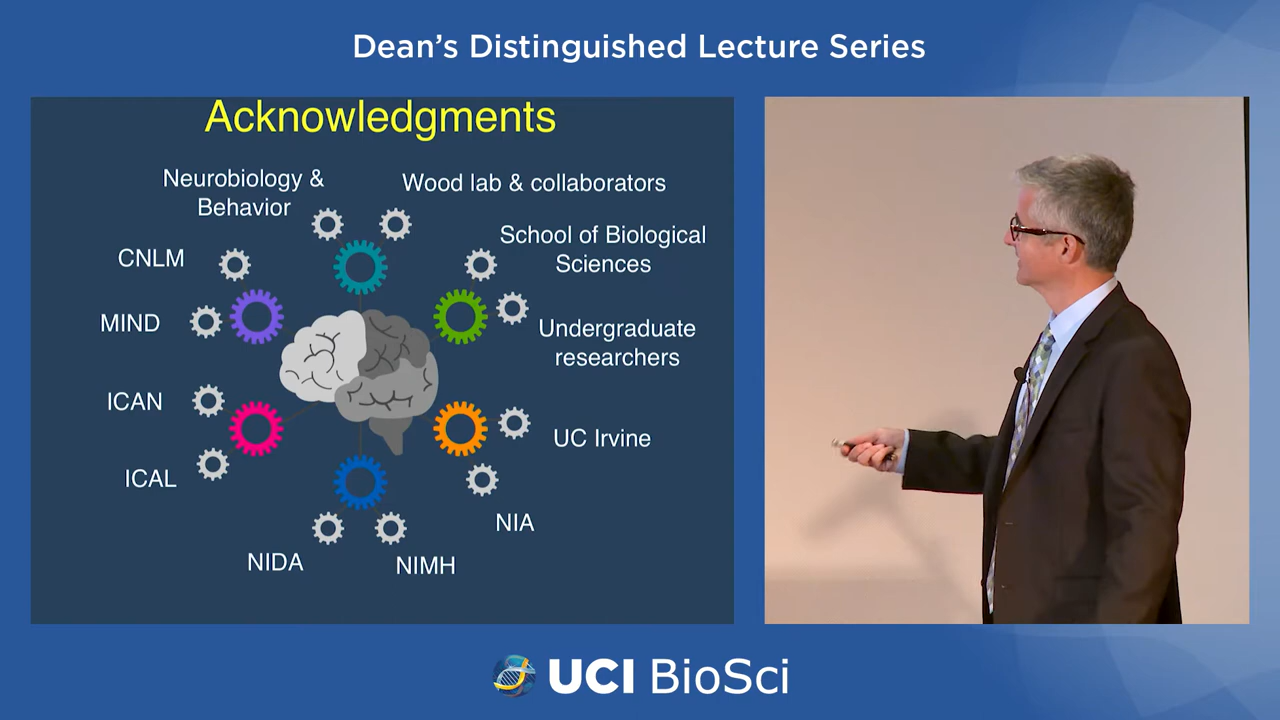 Dean’s Distinguished Lecture Series
Acknowledgments
Neurobiology &
Behavior
Wood lab & collaborators
School of Biological
Sciences
CNLM
MIND
Undergraduate
researchers
ICAN
UC Irvine
ICAL
NIA
NIDA
NIMH
UCI BioSci